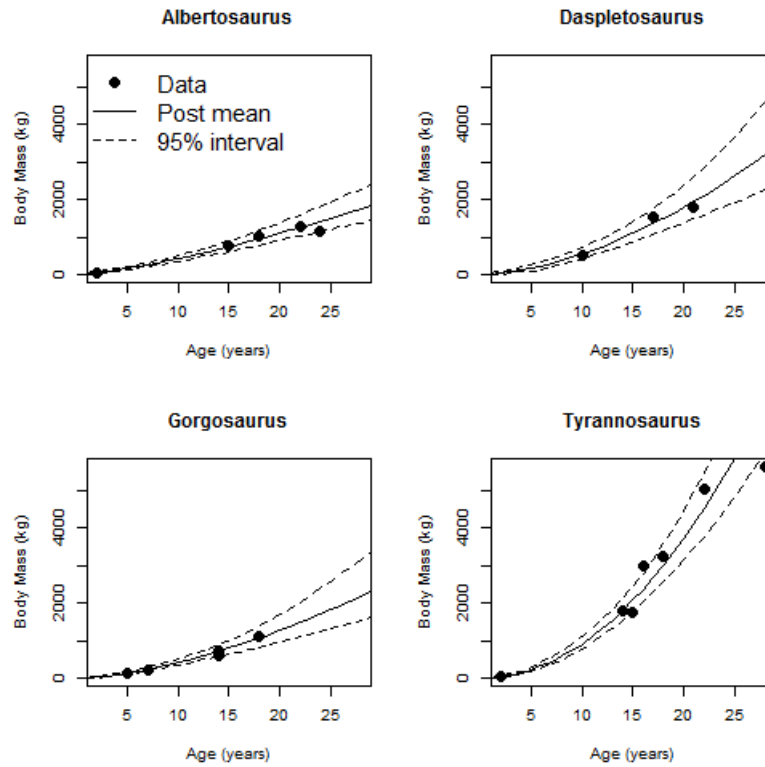 Albertosaurus
Data
Post mean
95% interval
Body Mass (kg)
0 2000 4000
5 10 15 20 25
Age (years)
Daspletosaurus
Body Mass (kg)
0 2000 4000
5 10 15 20 25
Age (years)
Gorgosaurus
Body Mass (kg)
0 2000 4000
5 10 15 20 25
Age (years)
Tyrannosaurus
Body Mass (kg)
0 2000 4000
5 10 15 20 25
Age (years)